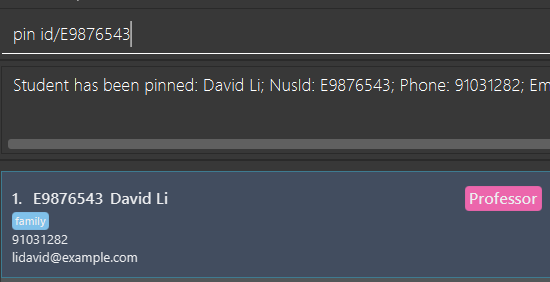 pin id/E9876543
Student has been pinned: David Li; NusId: E9876543; Phone: 91031282; Em
1. E9876543 David Li Professor
family
91031282
lidavid@example.com